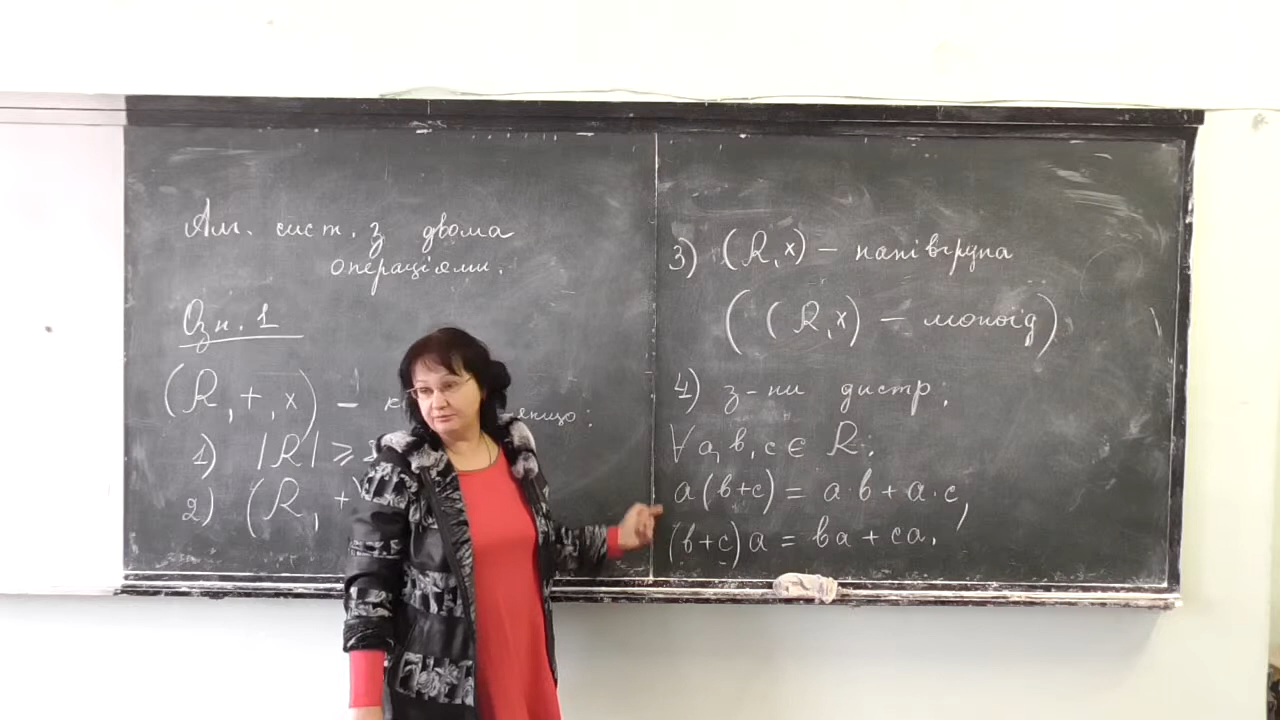 Алг. сист. з двома
операціями.
Озн. 1
(R, +, x) – к якщо:
1) |R| ⩾
2) (R, +
3) (R, x) – напівгрупа
( (R, x) – моноїд )
4) з-ни дистр:
∀ a, b, c ∈ R:
a(b+c) = a·b + a·c,
(b+c)a = ba + ca.